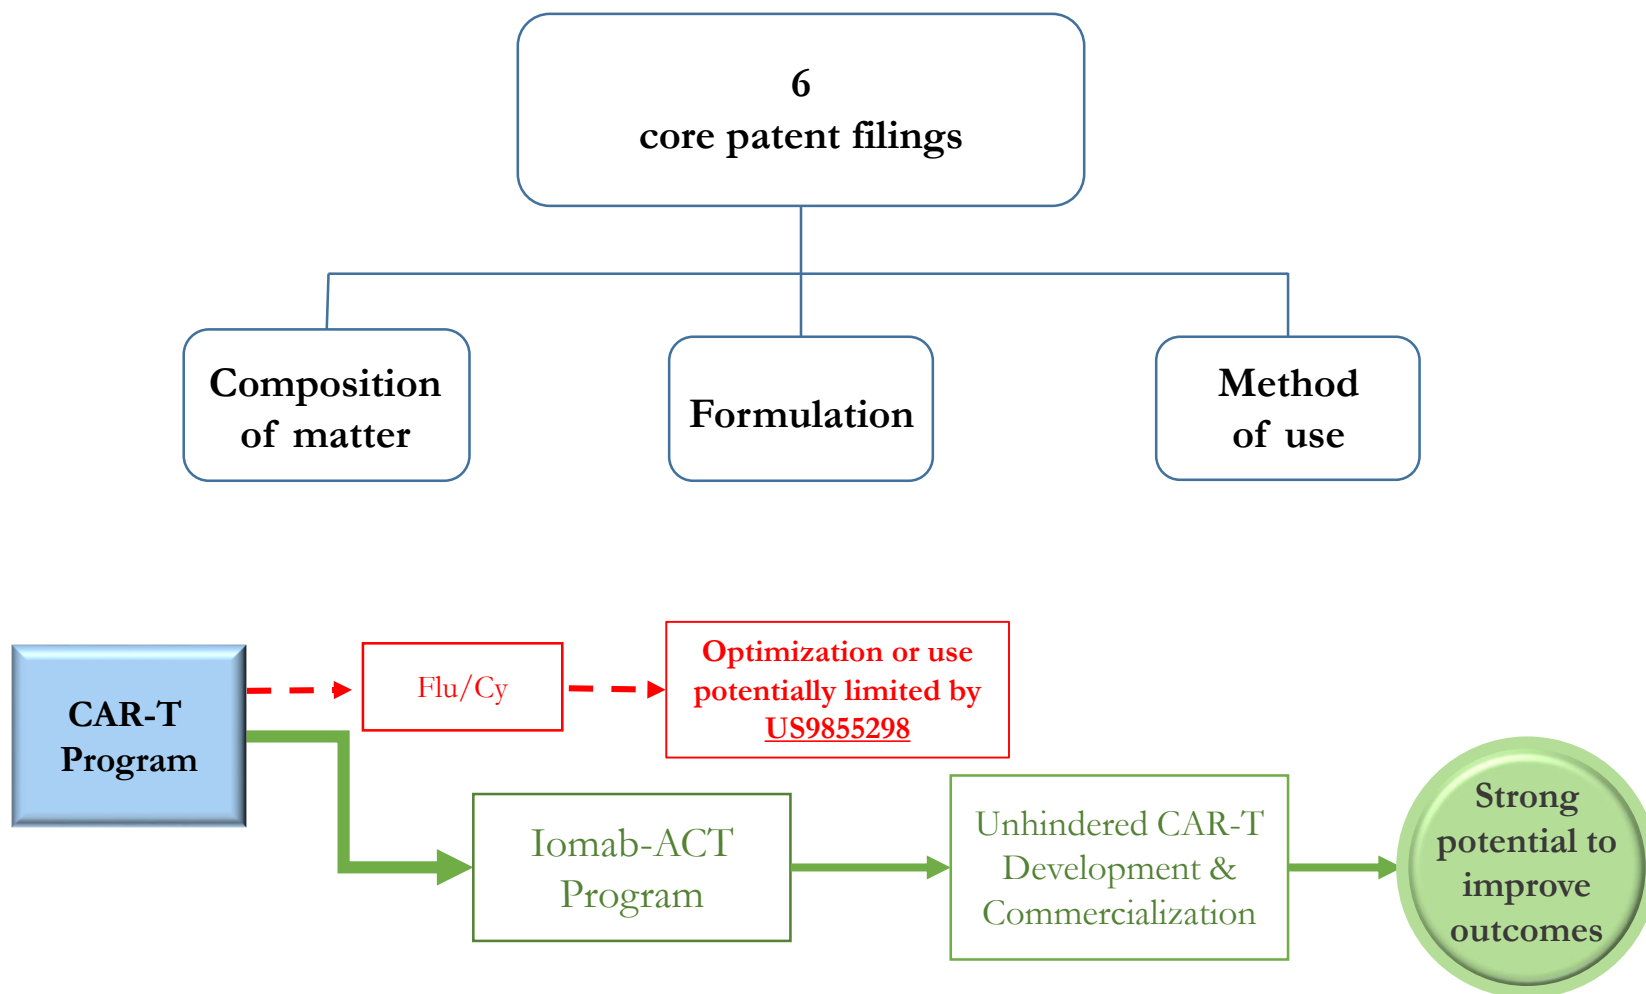 6
core patent filings
Composition
of matter
Formulation
Method
of use
CAR-T
Program
Flu/Cy
Optimization or use
potentially limited by
US9855298
Iomab-ACT
Program
Unhindered CAR-T
Development &
Commercialization
Strong
potential to
improve
outcomes